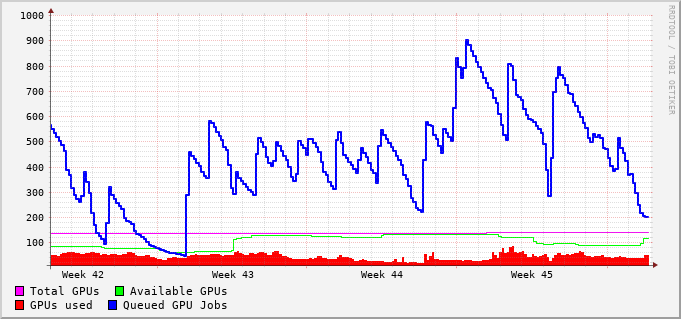 1000
900
800
700
600
500
400
300
200
100
Week 42 Week 43 Week 44 Week 45
Total GPUs Available GPUs
GPUs used Queued GPU Jobs
RRDTOOL / TOBI OETIKER